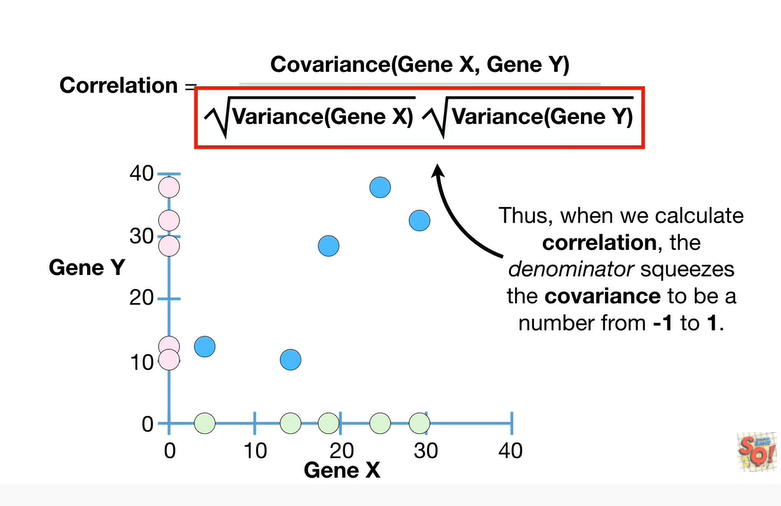 Covariance(Gene X, Gene Y)
Correlation =
√Variance(Gene X) √Variance(Gene Y)
40
30
Gene Y
20
10
0
0 10 20 30 40
Gene X
Thus, when we calculate
correlation, the
denominator squeezes
the covariance to be a
number from -1 to 1.
SQ!